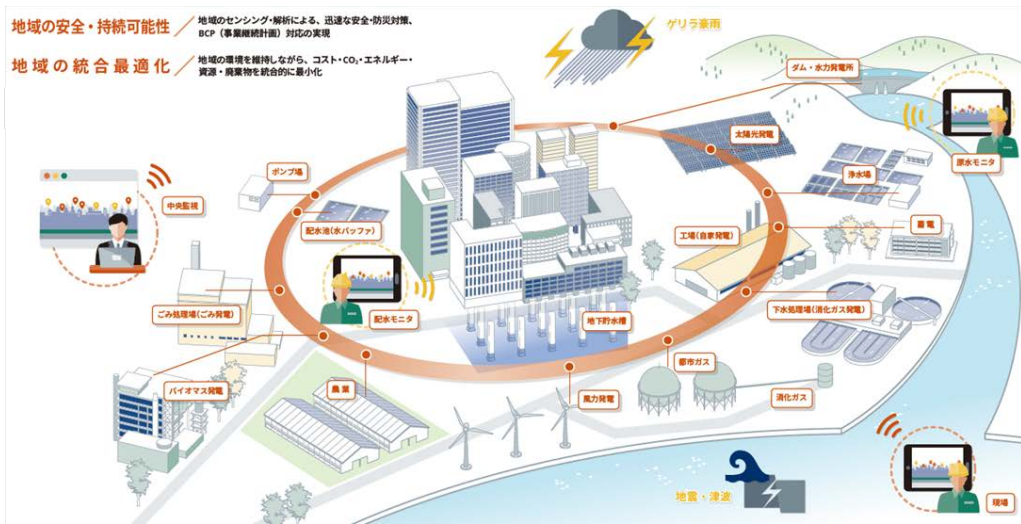 地域の安全・持続可能性
地域のセンシング・解析による、迅速な安全・防災対策、
BCP（事業継続計画）対応の実現
地域の統合最適化
地域の環境を維持しながら、コスト・CO₂・エネルギー・
資源・廃棄物を統合的に最小化
ゲリラ豪雨
ダム・水力発電所
太陽光発電
原水モニタ
ポンプ場
浄水場
中央監視
配水池（水バッファ）
工場（自家発電）
蓄電
ごみ処理場（ごみ発電）
配水モニタ
地下貯水槽
下水処理場（消化ガス発電）
都市ガス
バイオマス発電
農業
風力発電
消化ガス
地震・津波
現場